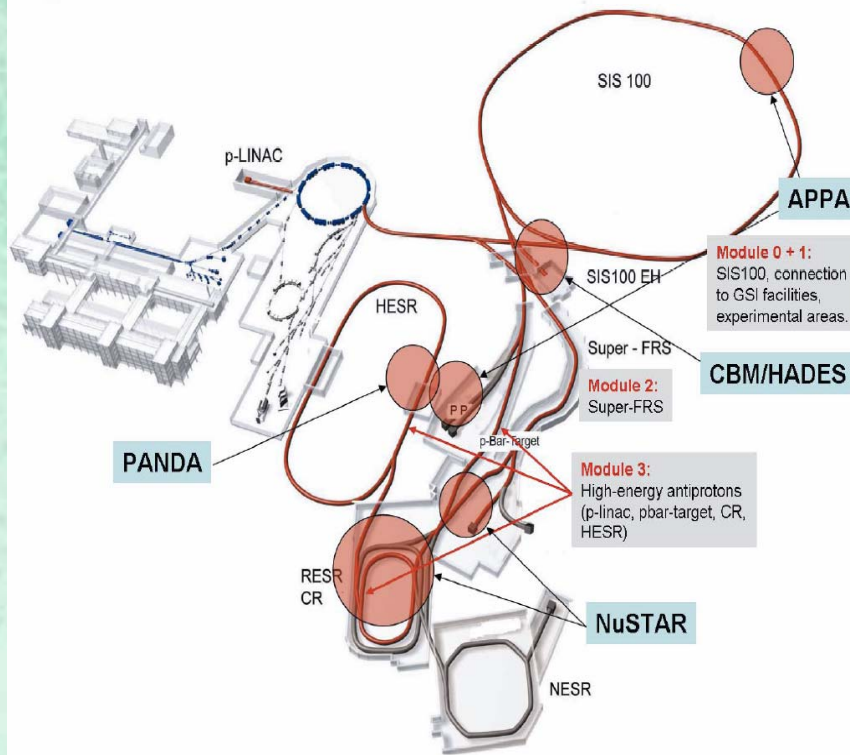 SIS 100
p-LINAC
APPA
Module 0 + 1:
SIS100, connection
to GSI facilities,
experimental areas.
SIS100 EH
HESR
Super - FRS
CBM/HADES
Module 2:
Super-FRS
P.P.
p-Bar-Target
PANDA
Module 3:
High-energy antiprotons
(p-linac, pbar-target, CR,
HESR)
RESR
CR
NuSTAR
NESR